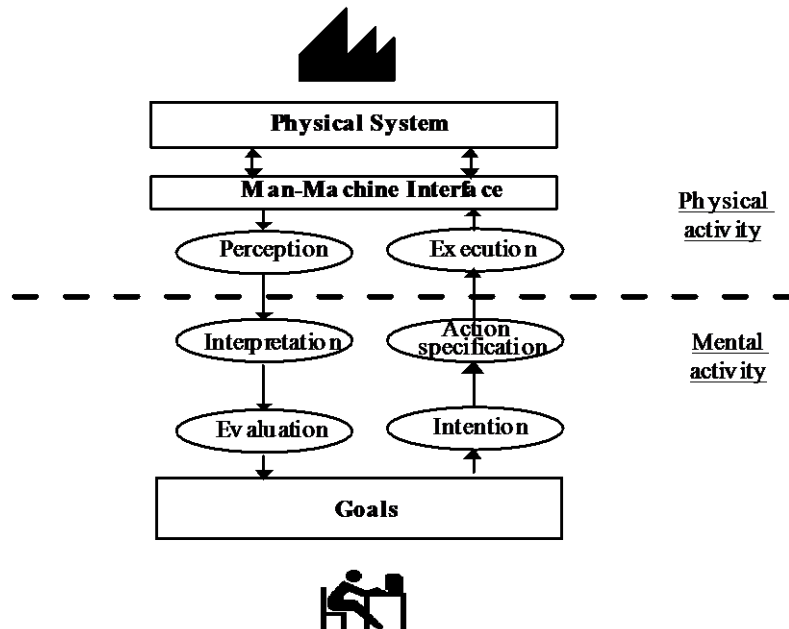 Physical System
Man-Machine Interface
Physical
activity
Perception
Execution
Interpretation
Action
specification
Mental
activity
Evaluation
Intention
Goals